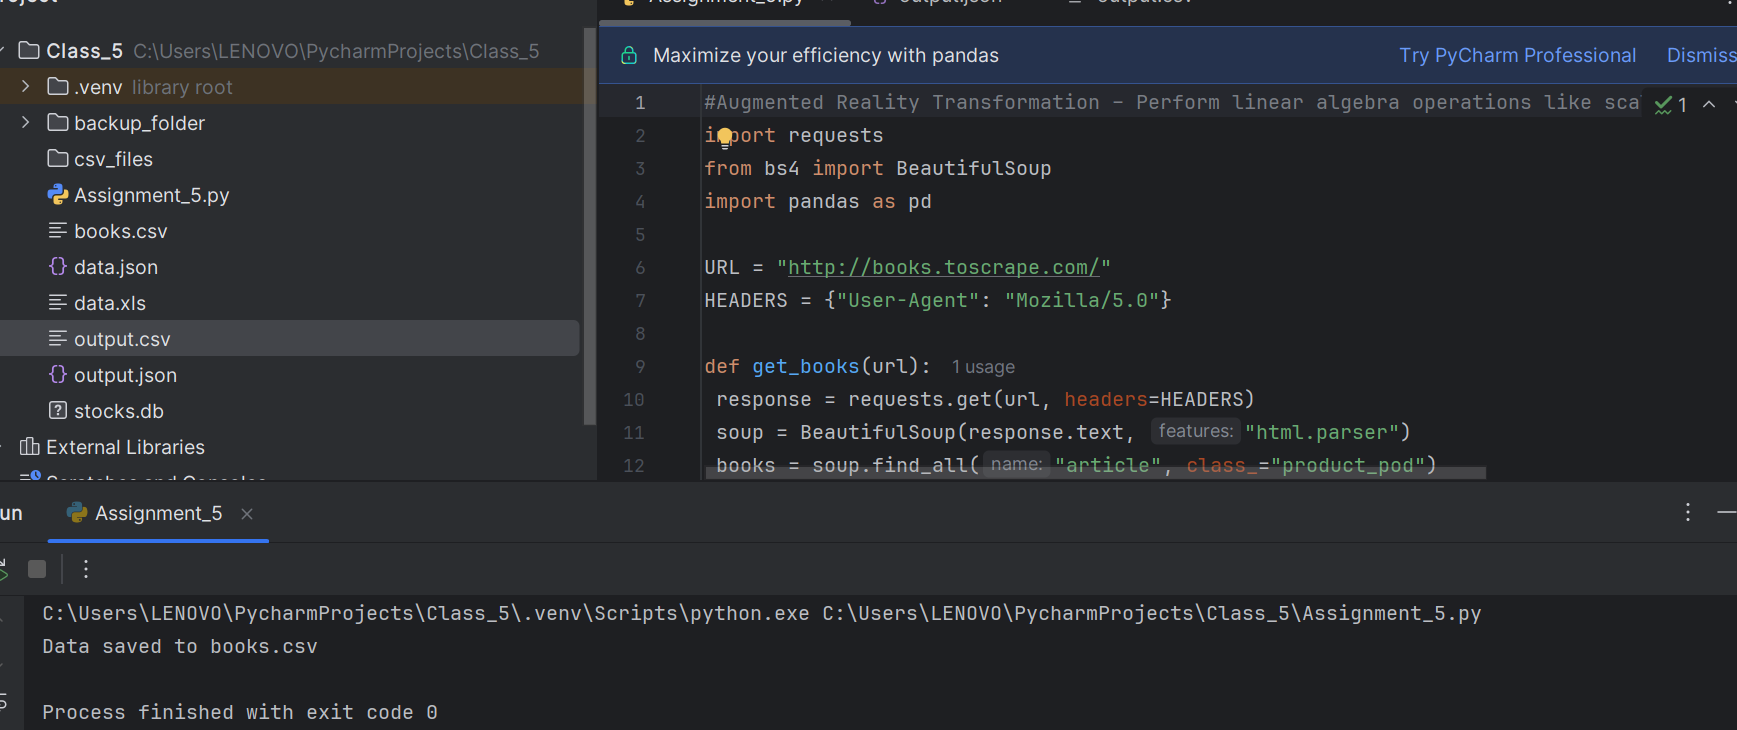 Class_5 C:\Users\LENOVO\PycharmProjects\Class_5
.venv library root
backup_folder
csv_files
Assignment_5.py
books.csv
data.json
data.xls
output.csv
output.json
stocks.db
External Libraries
Maximize your efficiency with pandas Try PyCharm Professional Dismiss
1 #Augmented Reality Transformation - Perform linear algebra operations like sca 1
2 import requests
3 from bs4 import BeautifulSoup
4 import pandas as pd
5
6 URL = "http://books.toscrape.com/"
7 HEADERS = {"User-Agent": "Mozilla/5.0"}
8
9 def get_books(url): 1 usage
10 response = requests.get(url, headers=HEADERS)
11 soup = BeautifulSoup(response.text, features: "html.parser")
12 books = soup.find_all( name: "article", class_="product_pod")
un Assignment_5
C:\Users\LENOVO\PycharmProjects\Class_5\.venv\Scripts\python.exe C:\Users\LENOVO\PycharmProjects\Class_5\Assignment_5.py
Data saved to books.csv
Process finished with exit code 0